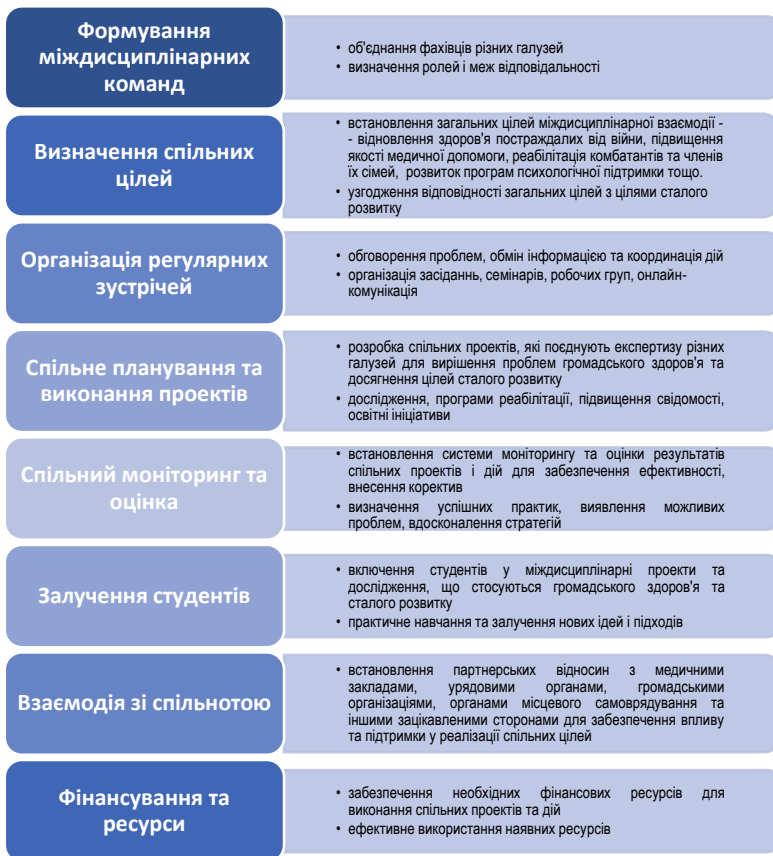 Формування
міждисциплінарних
команд
• об'єднання фахівців різних галузей
• визначення ролей і меж відповідальності
Визначення спільних
цілей
• встановлення загальних цілей міждисциплінарної взаємодії -
- відновлення здоров'я постраждалих від війни, підвищення
якості медичної допомоги, реабілітація комбатантів та членів
їх сімей, розвиток програм психологічної підтримки тощо.
• узгодження відповідності загальних цілей з цілями сталого
розвитку
Організація регулярних
зустрічей
• обговорення проблем, обмін інформацією та координація дій
• організація засіданнь, семінарів, робочих груп, онлайн-
комунікація
Спільне планування та
виконання проектів
• розробка спільних проектів, які поєднують експертизу різних
галузей для вирішення проблем громадського здоров'я та
досягнення цілей сталого розвитку
• дослідження, програми реабілітації, підвищення свідомості,
освітні ініціативи
Спільний моніторинг та
оцінка
• встановлення системи моніторингу та оцінки результатів
спільних проектів і дій для забезпечення ефективності,
внесення коректив
• визначення успішних практик, виявлення можливих
проблем, вдосконалення стратегій
Залучення студентів
• включення студентів у міждисциплінарні проекти та
дослідження, що стосуються громадського здоров'я та
сталого розвитку
• практичне навчання та залучення нових ідей і підходів
Взаємодія зі спільнотою
• встановлення партнерських відносин з медичними
закладами, урядовими органами, громадськими
організаціями, органами місцевого самоврядування та
іншими зацікавленими сторонами для забезпечення впливу
та підтримки у реалізації спільних цілей
Фінансування та
ресурси
• забезпечення необхідних фінансових ресурсів для
виконання спільних проектів та дій
• ефективне використання наявних ресурсів